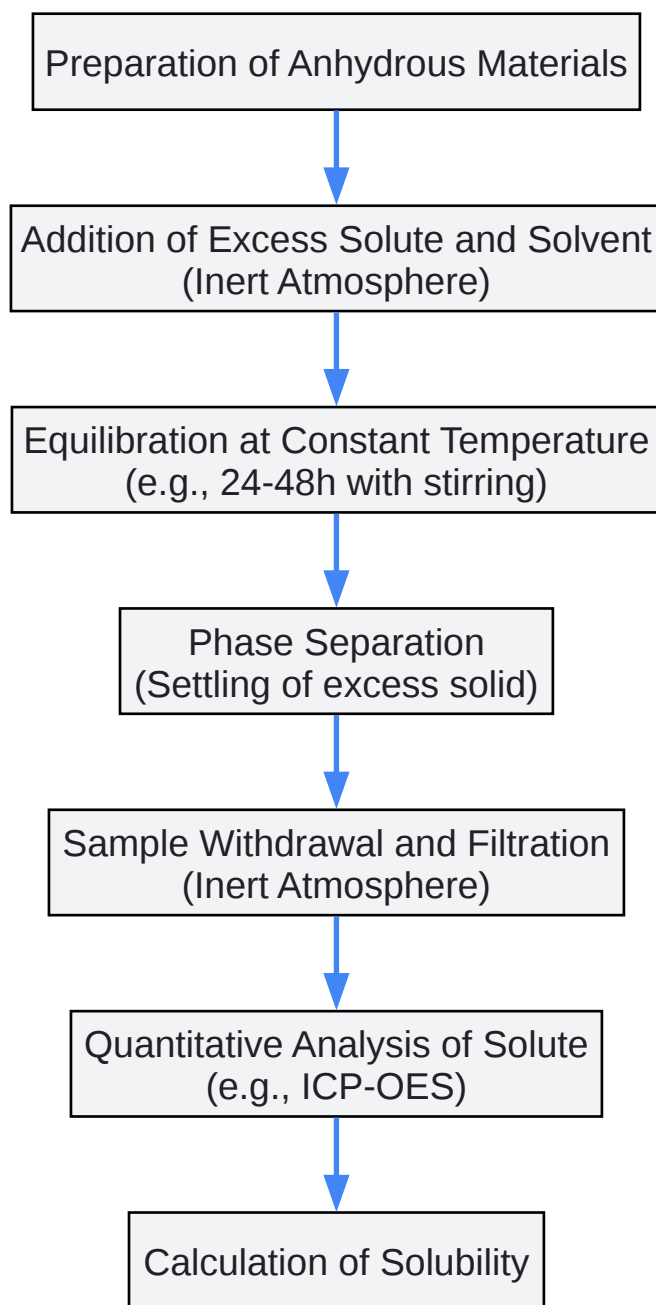 Preparation of Anhydrous Materials
Addition of Excess Solute and Solvent
(Inert Atmosphere)
Equilibration at Constant Temperature
(e.g., 24-48h with stirring)
Phase Separation
(Settling of excess solid)
Sample Withdrawal and Filtration
(Inert Atmosphere)
Quantitative Analysis of Solute
(e.g., ICP-OES)
Calculation of Solubility